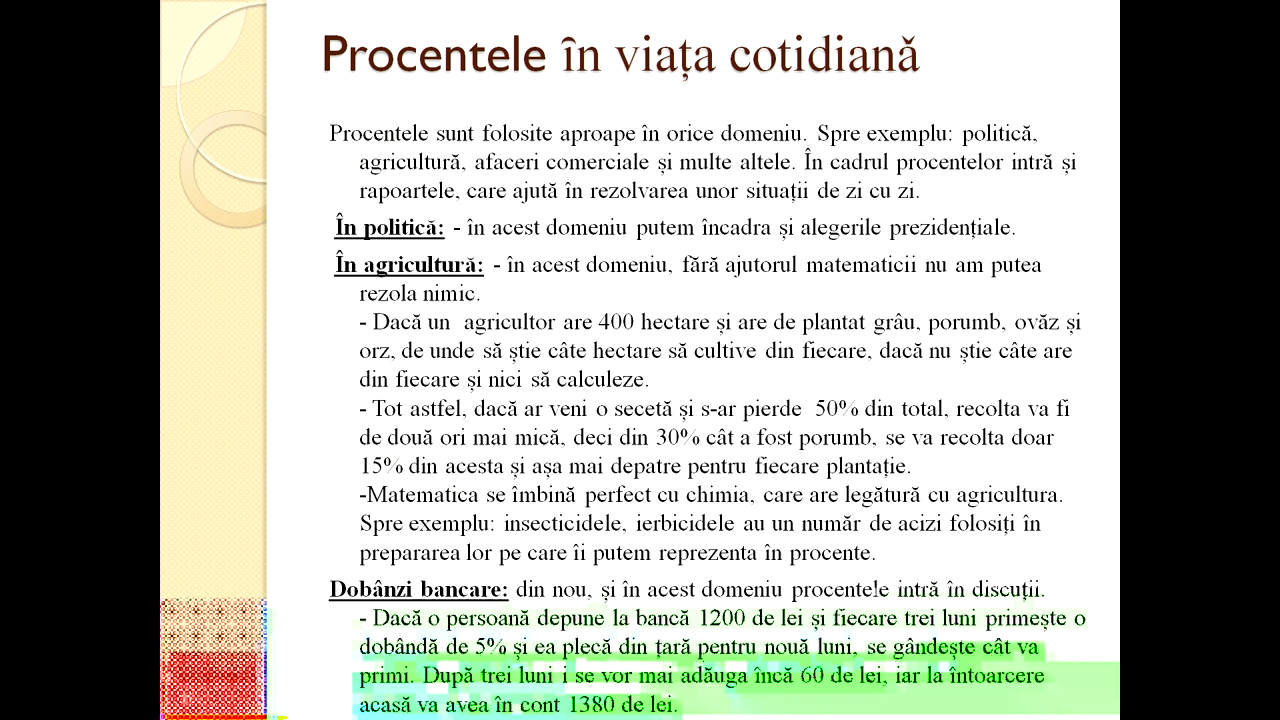 Procentele în viața cotidiană
Procentele sunt folosite aproape în orice domeniu. Spre exemplu: politică,
agricultură, afaceri comerciale și multe altele. În cadrul procentelor intră și
rapoartele, care ajută în rezolvarea unor situații de zi cu zi.
În politică: - în acest domeniu putem încadra și alegerile prezidențiale.
În agricultură: - în acest domeniu, fără ajutorul matematicii nu am putea
rezola nimic.
- Dacă un agricultor are 400 hectare și are de plantat grâu, porumb, ovăz și
orz, de unde să știe câte hectare să cultive din fiecare, dacă nu știe câte are
din fiecare și nici să calculeze.
- Tot astfel, dacă ar veni o secetă și s-ar pierde 50% din total, recolta va fi
de două ori mai mică, deci din 30% cât a fost porumb, se va recolta doar
15% din acesta și așa mai depatre pentru fiecare plantație.
-Matematica se îmbină perfect cu chimia, care are legătură cu agricultura.
Spre exemplu: insecticidele, ierbicidele au un număr de acizi folosiți în
prepararea lor pe care îi putem reprezenta în procente.
Dobânzi bancare: din nou, și în acest domeniu procentele intră în discuții.
- Dacă o persoană depune la bancă 1200 de lei și fiecare trei luni primește o
dobândă de 5% și ea plecă din țară pentru nouă luni, se gândește cât va
primi. După trei luni i se vor mai adăuga încă 60 de lei, iar la întoarcere
acasă va avea în cont 1380 de lei.